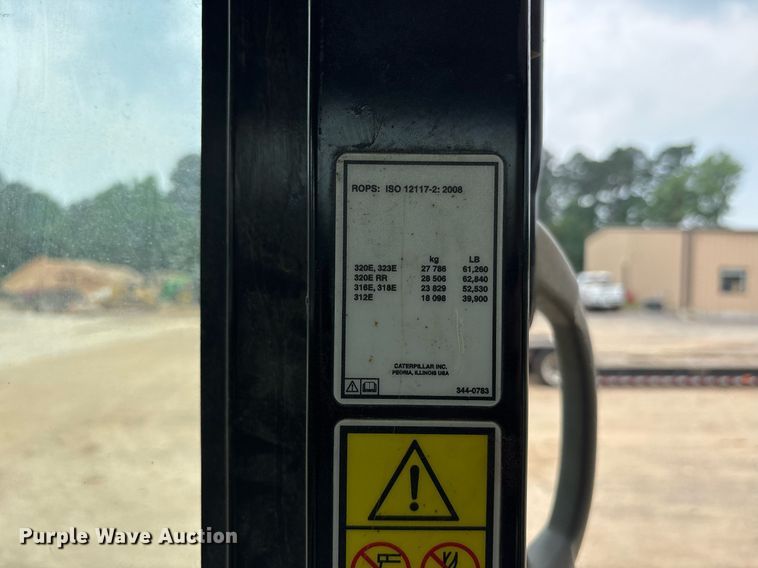 ROPS: ISO 12117-2: 2008
kg LB
320E, 323E 27 786 61,260
320E RR 28 506 62,840
316E, 318E 23 829 52,530
312E 18 098 39,900
CATERPILLAR INC.
PEORIA, ILLINOIS USA
344-0783
Purple Wave Auction®